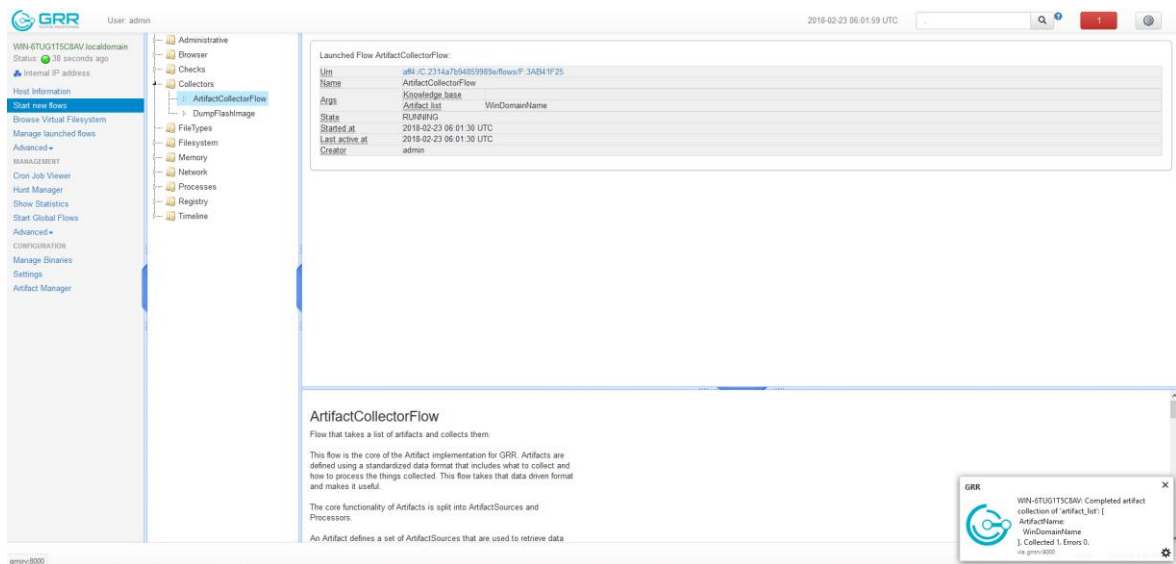 GRR
User: admin
2018-02-23 06:01:59 UTC
1
WIN-6TUG1T5C8AV.localdomain
Status: 38 seconds ago
Internal IP address.
Host Information
Start new flows
Browse Virtual Filesystem
Manage launched flows
Advanced
MANAGEMENT
Cron Job Viewer
Hunt Manager
Show Statistics
Start Global Flows
Advanced
CONFIGURATION
Manage Binaries
Settings
Artifact Manager
Administrative
Browser
Checks
Collectors
ArtifactCollectorFlow
DumpFlashImage
FileTypes
Filesystem
Memory
Network
Processes
Registry
Timeline
Launched Flow ArtifactCollectorFlow:
Urn aff4:/C.2314a7b94859989e/flows/F:3AB41F25
Name ArtifactCollectorFlow
Args Knowledge base
Artifact list WinDomainName
State RUNNING
Started at 2018-02-23 06:01:30 UTC
Last active at 2018-02-23 06:01:30 UTC
Creator admin
ArtifactCollectorFlow
Flow that takes a list of artifacts and collects them.
This flow is the core of the Artifact implementation for GRR. Artifacts are
defined using a standardized data format that includes what to collect and
how to process the things collected. This flow takes that data driven format
and makes it useful.
The core functionality of Artifacts is split into ArtifactSources and
Processors.
An Artifact defines a set of ArtifactSources that are used to retrieve data
GRR
WIN-6TUG1T5C8AV: Completed artifact
collection of 'artifact_list': [
ArtifactName:
WinDomainName
]. Collected 1. Errors 0.
via grrsrv:8000
grrsrv:8000